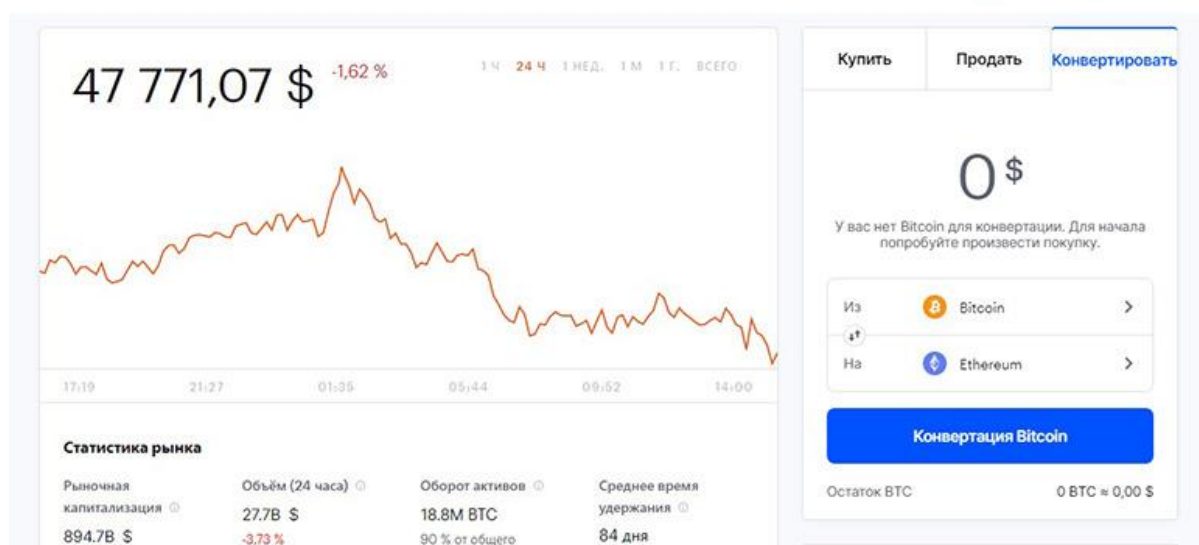 47 771,07 $ -1,62 %
1 Ч 24 Ч 1 НЕД. 1 М 1 Г. ВСЕГО
17:19 21:27 01:35 05:44 09:52 14:00
Статистика рынка
Рыночная
капитализация
894.7B $
Объём (24 часа)
27.7B $
-3,73 %
Оборот активов
18.8M BTC
90 % от общего
Среднее время
удержания
84 дня
Купить Продать Конвертировать
0 $
У вас нет Bitcoin для конвертации. Для начала
попробуйте произвести покупку.
Из Bitcoin
На Ethereum
Конвертация Bitcoin
Остаток BTC 0 BTC ≈ 0,00 $